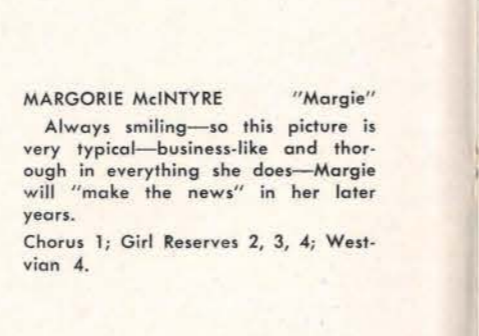 MARGORIE McINTYRE "Margie"
Always smiling—so this picture is
very typical—business-like and thor-
ough in everything she does—Margie
will "make the news" in her later
years.
Chorus 1; Girl Reserves 2, 3, 4; West-
vian 4.